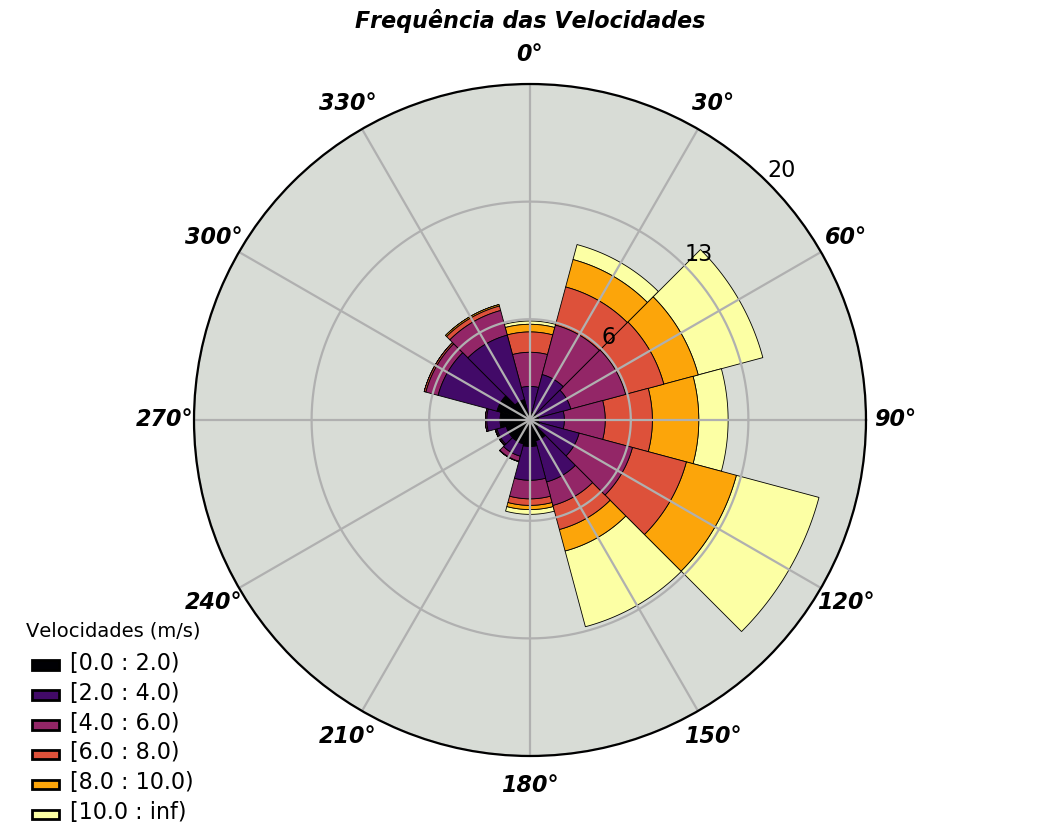 Frequência das Velocidades
0°
330°
30°
20
300°
60°
13
6
270°
90°
240°
120°
210°
150°
180°
Velocidades (m/s)
[0.0 : 2.0)
[2.0 : 4.0)
[4.0 : 6.0)
[6.0 : 8.0)
[8.0 : 10.0)
[10.0 : inf)